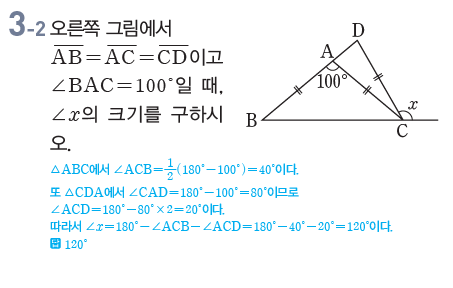 3-2 오른쪽 그림에서
AB=AC=CD이고
∠BAC=100°일 때,
∠x의 크기를 구하시
오.
D
A
100°
B
C
x
△ABC에서 ∠ACB=1/2(180°-100°)=40°이다.
또 △CDA에서 ∠CAD=180°-100°=80°이므로
∠ACD=180°-80°×2=20°이다.
따라서 ∠x=180°-∠ACB-∠ACD=180°-40°-20°=120°이다.
답 120°